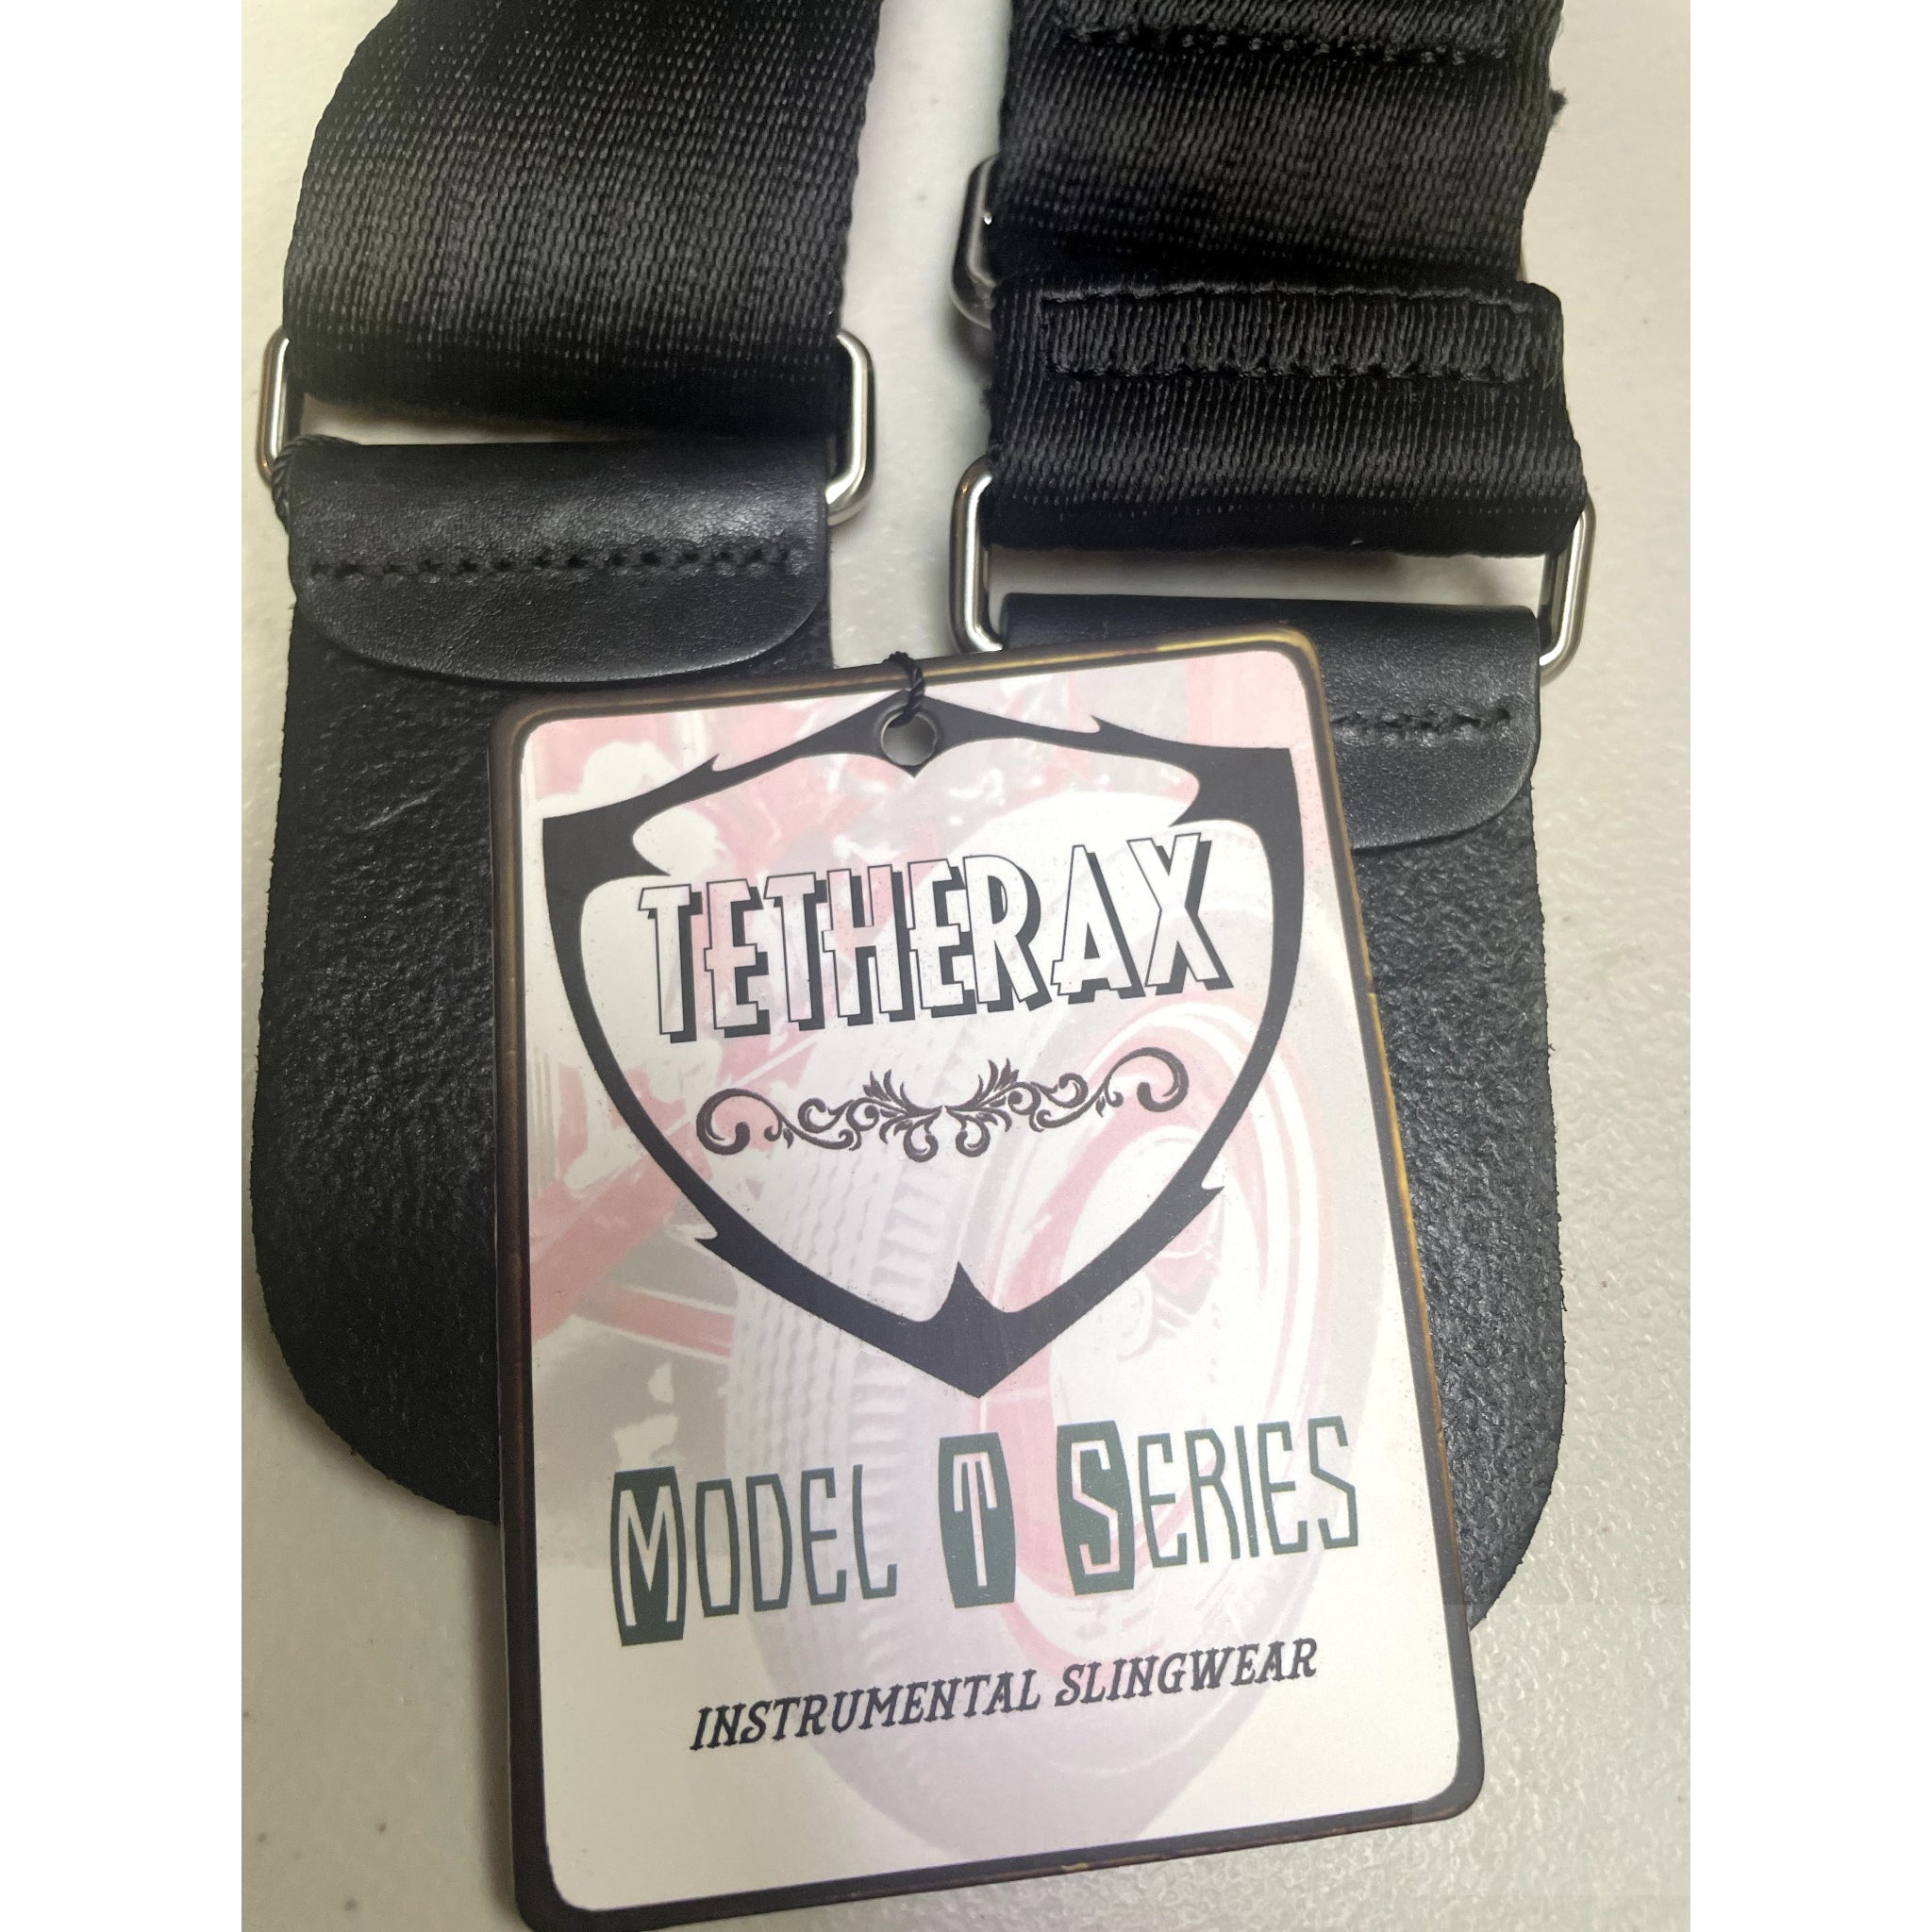 TETHERAX
MODEL T SERIES
INSTRUMENTAL SLINGWEAR